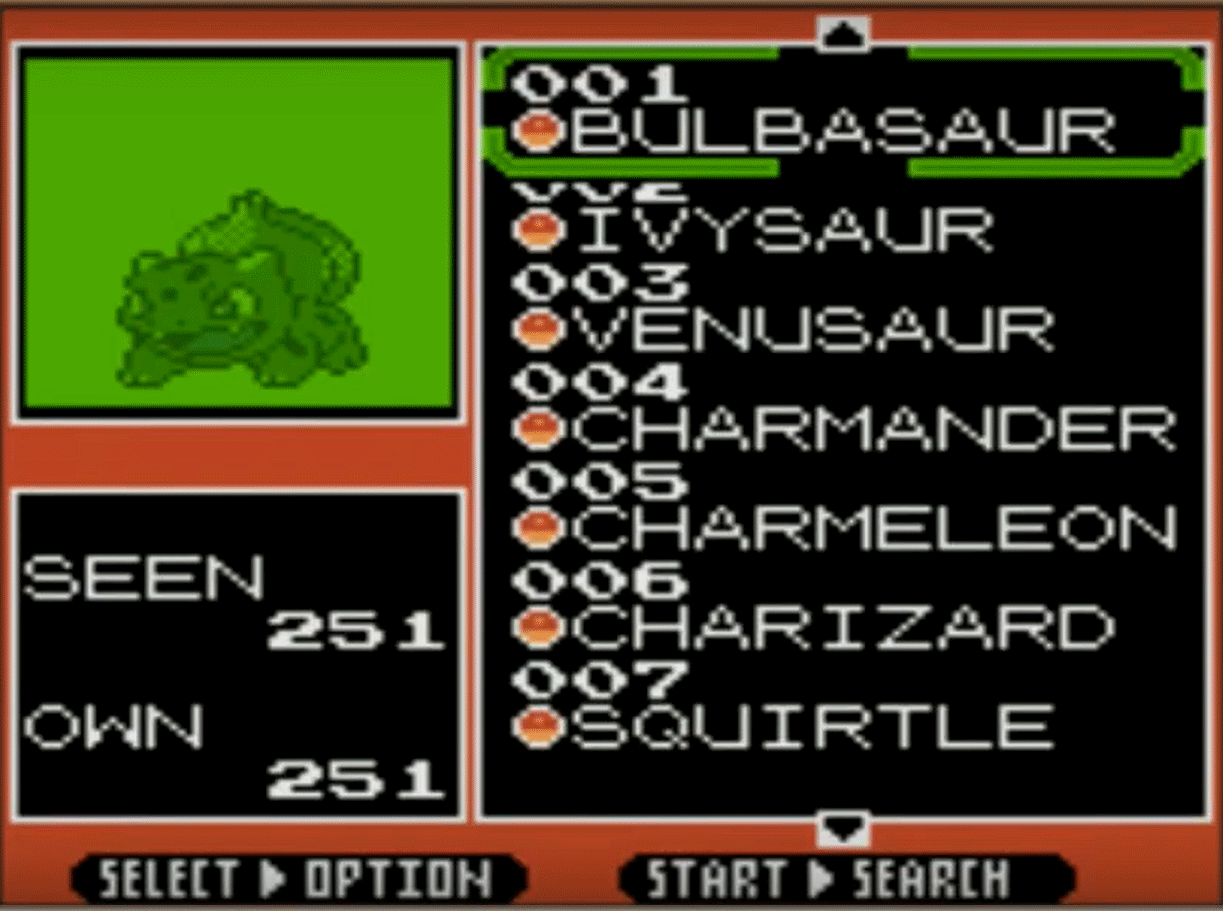 001
BULBASAUR
002
IVYSAUR
003
VENUSAUR
004
CHARMANDER
005
CHARMELEON
006
CHARIZARD
007
SQUIRTLE
SEEN
251
OWN
251
SELECT ▶ OPTION
START ▶ SEARCH